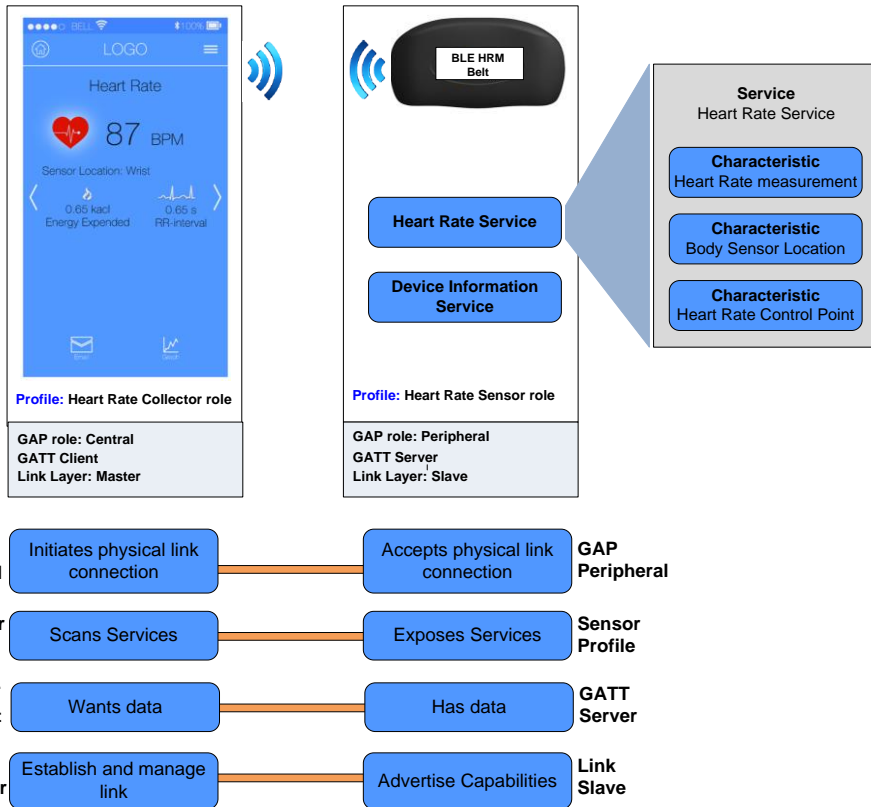 BELL 100%
LOGO
Heart Rate
87 BPM
Sensor Location: Wrist
0.65 kacl
Energy Expended
0.65 s
RR-interval
Email
Graph
Profile: Heart Rate Collector role
GAP role: Central
GATT Client
Link Layer: Master
BLE HRM
Belt
Heart Rate Service
Device Information
Service
Profile: Heart Rate Sensor role
GAP role: Peripheral
GATT Server
Link Layer: Slave
Service
Heart Rate Service
Characteristic
Heart Rate measurement
Characteristic
Body Sensor Location
Characteristic
Heart Rate Control Point
Initiates physical link
connection
Accepts physical link
connection
GAP
Peripheral
Scans Services
Exposes Services
Sensor
Profile
Wants data
Has data
GATT
Server
Establish and manage
link
Advertise Capabilities
Link
Slave